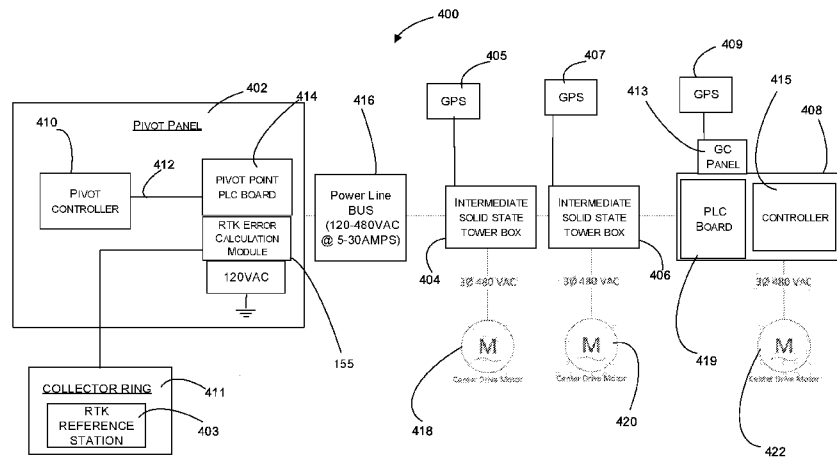 400
405
407
409
402
414
416
413
415
408
GPS
GPS
GPS
410
PIVOT PANEL
412
GC
PANEL
PIVOT
CONTROLLER
PIVOT POINT
PLC BOARD
Power Line
BUS
(120-480VAC
@ 5-30AMPS)
INTERMEDIATE
SOLID STATE
TOWER BOX
INTERMEDIATE
SOLID STATE
TOWER BOX
PLC
BOARD
CONTROLLER
RTK ERROR
CALCULATION
MODULE
120VAC
404
406
3Ø 480 VAC
3Ø 480 VAC
3Ø 480 VAC
419
155
M
M
M
Center Drive Motor
Center Drive Motor
Center Drive Motor
COLLECTOR RING
411
RTK
REFERENCE
STATION
403
418
420
422